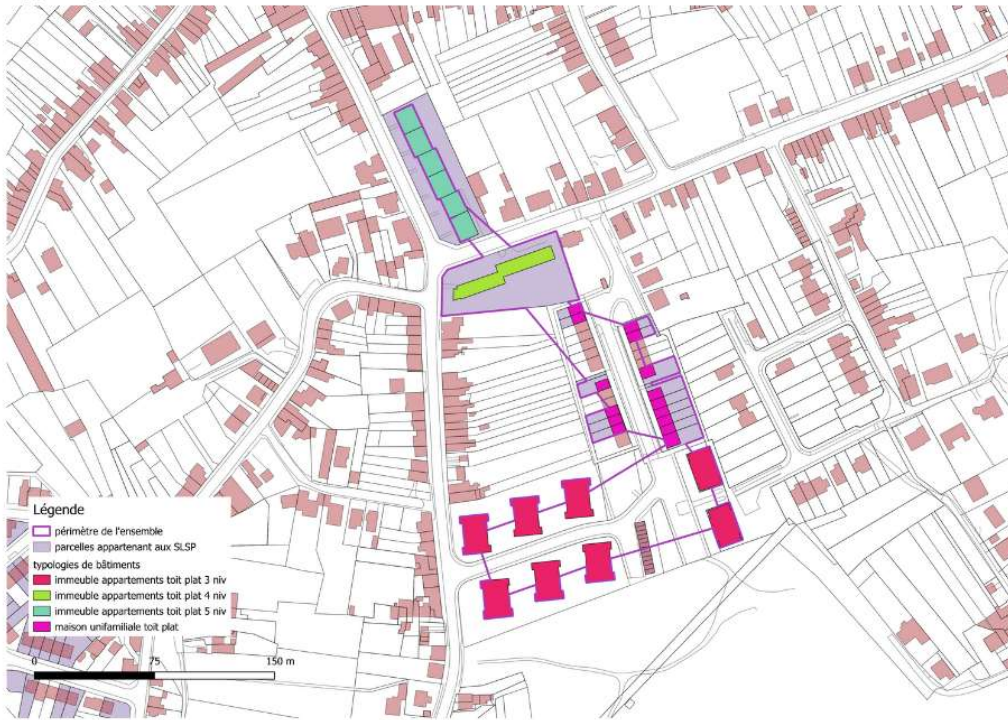 Légende
périmètre de l'ensemble
parcelles appartenant aux SLSP
typologies de bâtiments
immeuble appartements toit plat 3 niv
immeuble appartements toit plat 4 niv
immeuble appartements toit plat 5 niv
maison unifamiliale toit plat
0 75 150 m